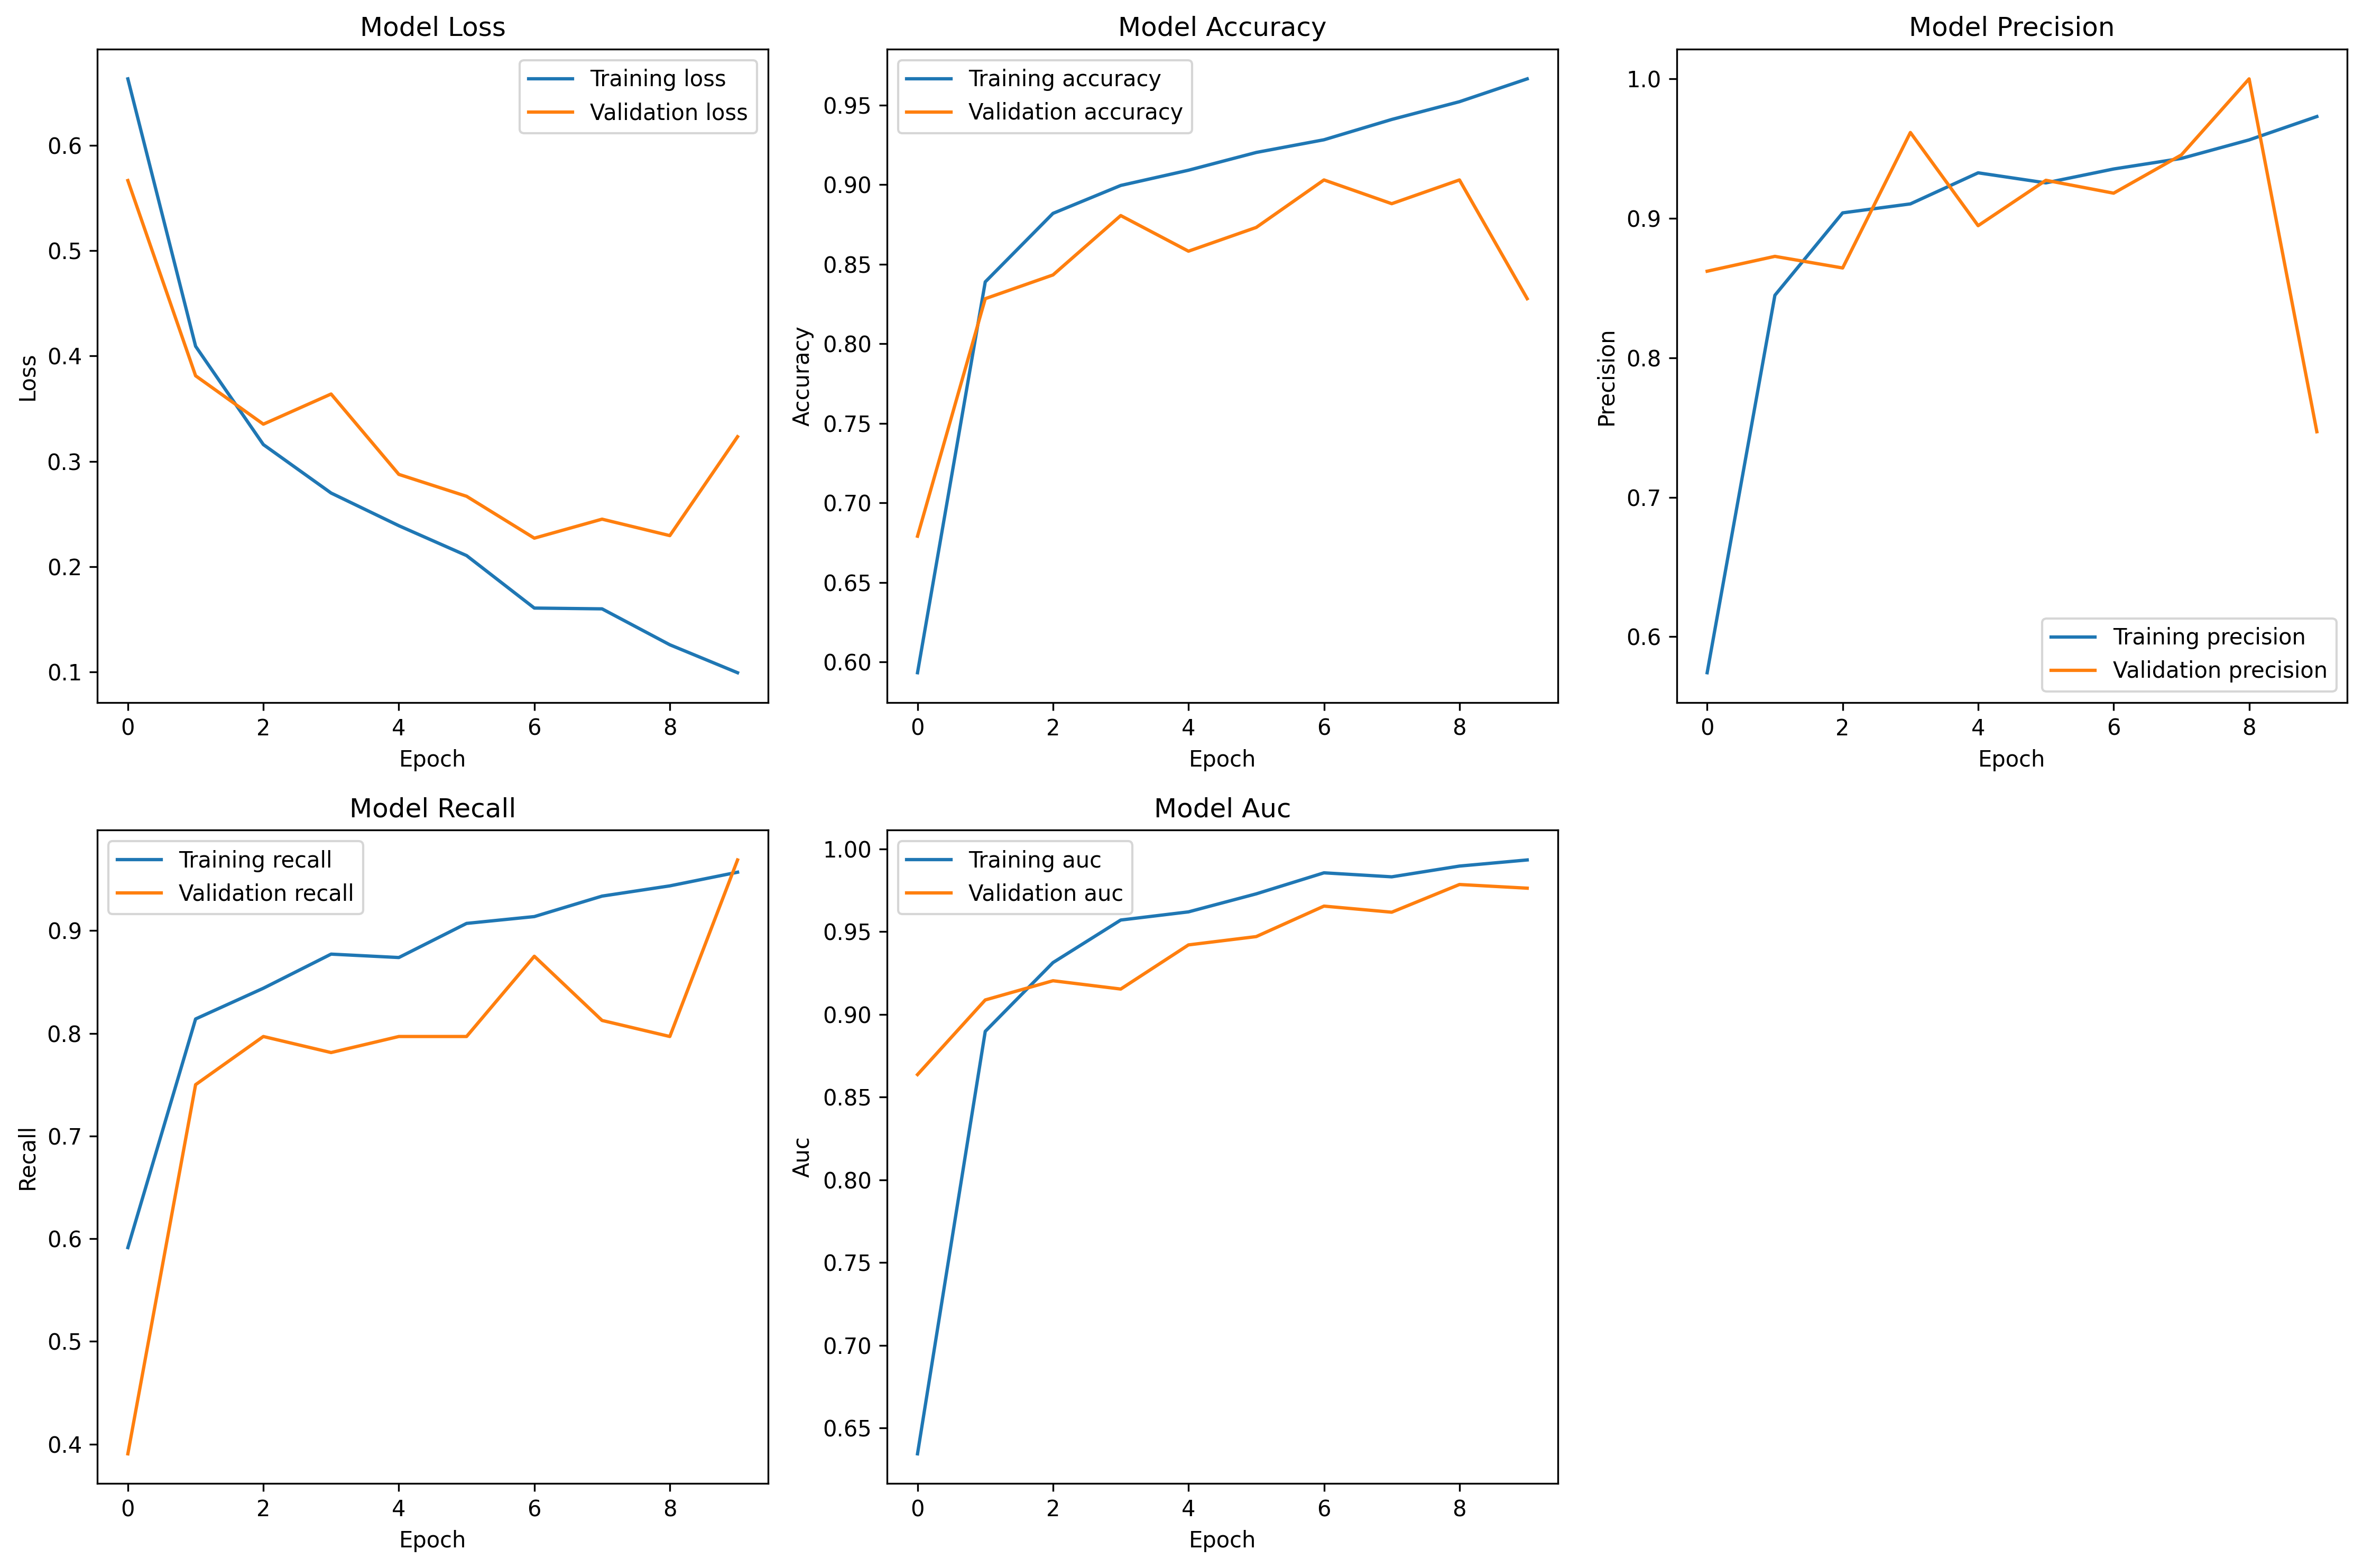 Model Loss
Training loss
Validation loss
Loss
0.6
0.5
0.4
0.3
0.2
0.1
0 2 4 6 8
Epoch
Model Accuracy
Training accuracy
Validation accuracy
Accuracy
0.95
0.90
0.85
0.80
0.75
0.70
0.65
0.60
0 2 4 6 8
Epoch
Model Precision
Training precision
Validation precision
Precision
1.0
0.9
0.8
0.7
0.6
0 2 4 6 8
Epoch
Model Recall
Training recall
Validation recall
Recall
0.9
0.8
0.7
0.6
0.5
0.4
0 2 4 6 8
Epoch
Model Auc
Training auc
Validation auc
Auc
1.00
0.95
0.90
0.85
0.80
0.75
0.70
0.65
0 2 4 6 8
Epoch